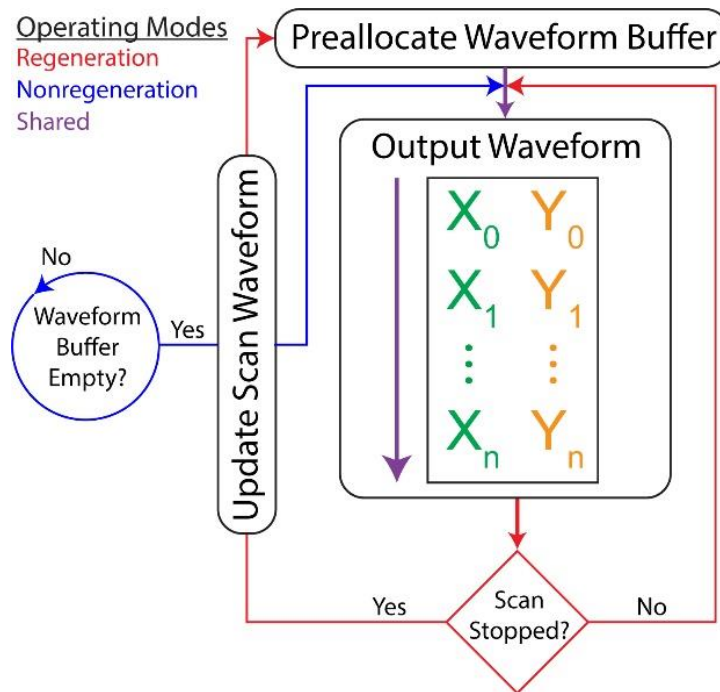 Operating Modes
Regeneration
Nonregeneration
Shared
Preallocate Waveform Buffer
Output Waveform
X0 Y0
X1 Y1
⋮ ⋮
Xn Yn
Update Scan Waveform
No
Waveform
Buffer
Empty?
Yes
Scan
Stopped?
Yes
No